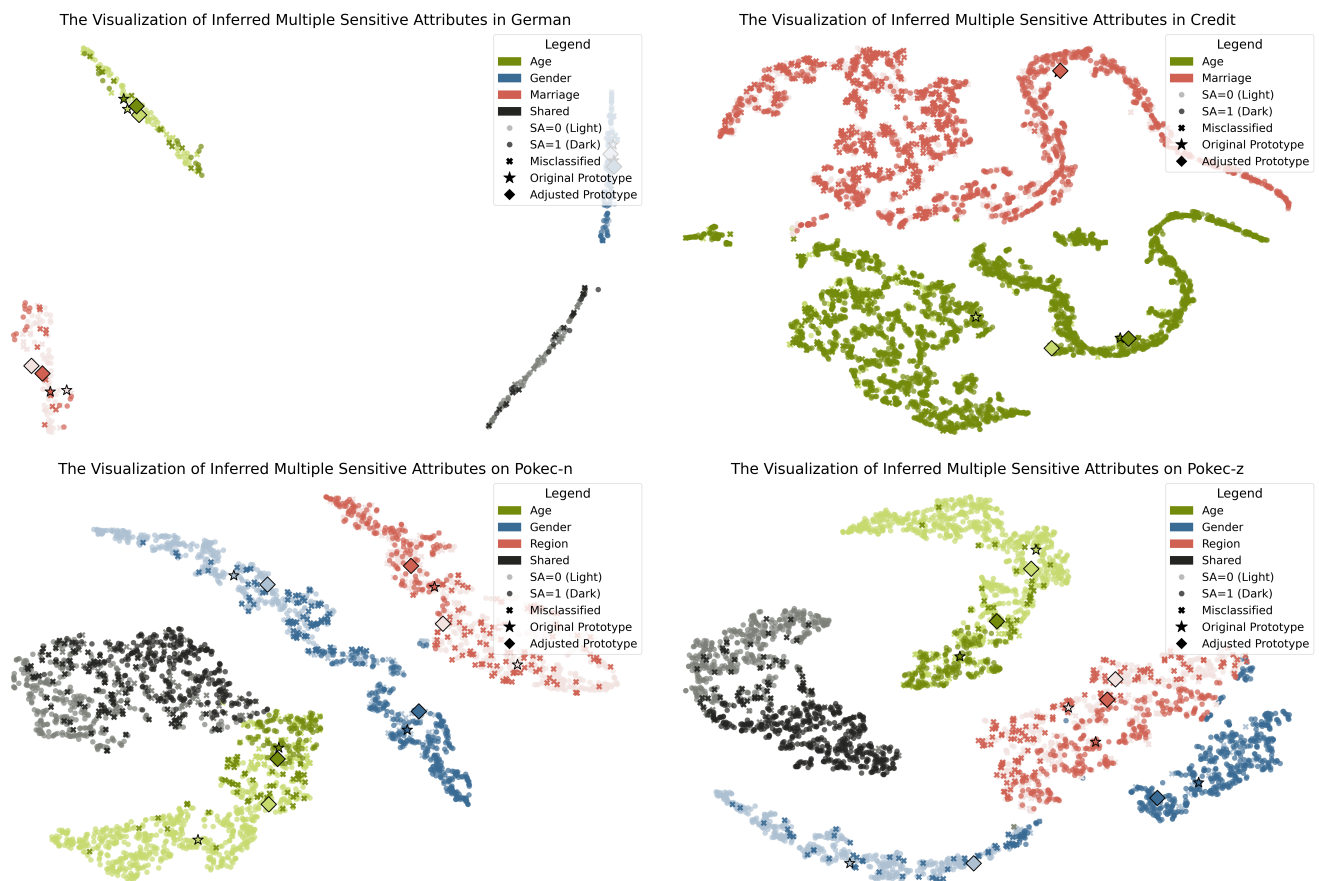 The Visualization of Inferred Multiple Sensitive Attributes in German
Legend
Age
Gender
Marriage
Shared
SA=0 (Light)
SA=1 (Dark)
Misclassified
Original Prototype
Adjusted Prototype
The Visualization of Inferred Multiple Sensitive Attributes in Credit
Legend
Age
Marriage
SA=0 (Light)
SA=1 (Dark)
Misclassified
Original Prototype
Adjusted Prototype
The Visualization of Inferred Multiple Sensitive Attributes on Pokec-n
Legend
Age
Gender
Region
Shared
SA=0 (Light)
SA=1 (Dark)
Misclassified
Original Prototype
Adjusted Prototype
The Visualization of Inferred Multiple Sensitive Attributes on Pokec-z
Legend
Age
Gender
Region
Shared
SA=0 (Light)
SA=1 (Dark)
Misclassified
Original Prototype
Adjusted Prototype